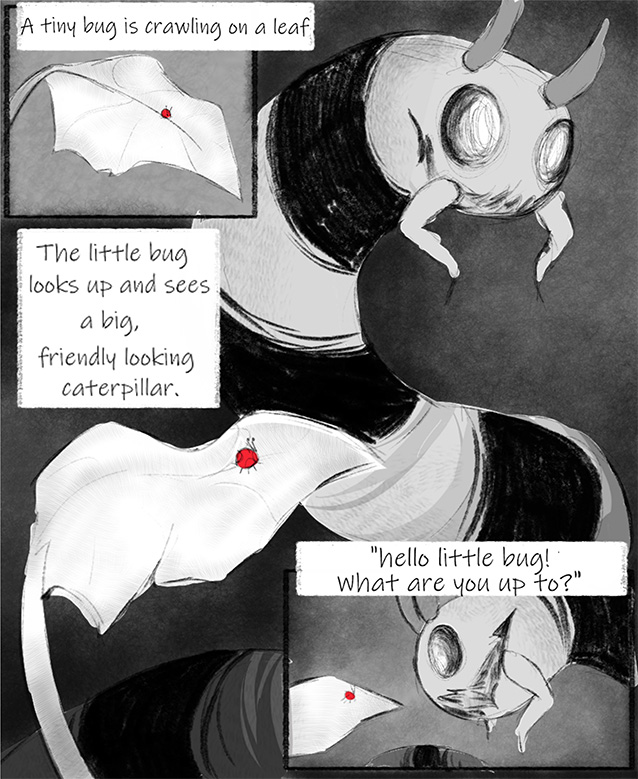 A tiny bug is crawling on a leaf
The little bug
looks up and sees
a big,
friendly looking
caterpillar.
"hello little bug!
What are you up to?"